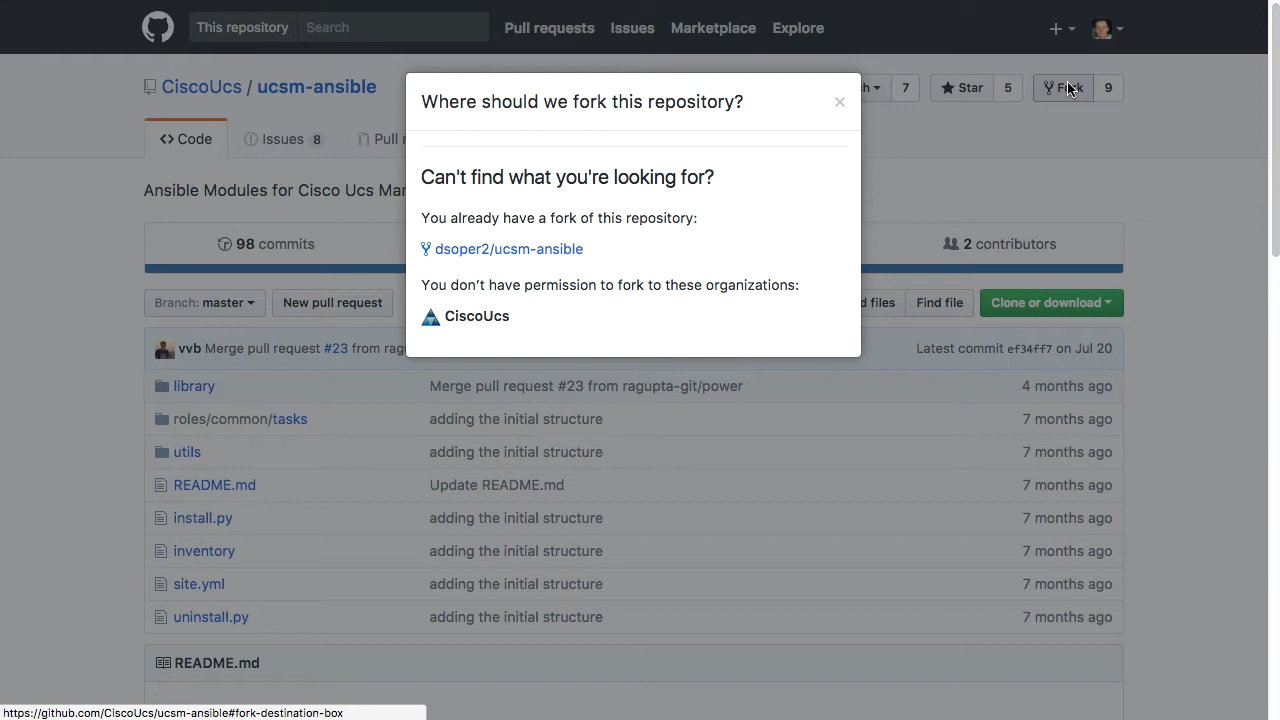 This repository Search Pull requests Issues Marketplace Explore
CiscoUcs / ucsm-ansible
7 Star 5 Fork 9
Where should we fork this repository? ×
Code Issues 8
Can't find what you're looking for?
Ansible Modules for Cisco Ucs
You already have a fork of this repository:
98 commits
2 contributors
dsoper2/ucsm-ansible
You don't have permission to fork to these organizations:
Branch: master New pull request
files Find file Clone or download
CiscoUcs
vvb Merge pull request #23 from
Latest commit ef34ff7 on Jul 20
library Merge pull request #23 from ragupta-git/power 4 months ago
roles/common/tasks adding the initial structure 7 months ago
utils adding the initial structure 7 months ago
README.md Update README.md 7 months ago
install.py adding the initial structure 7 months ago
inventory adding the initial structure 7 months ago
site.yml adding the initial structure 7 months ago
uninstall.py adding the initial structure 7 months ago
README.md
https://github.com/CiscoUcs/ucsm-ansible#fork-destination-box